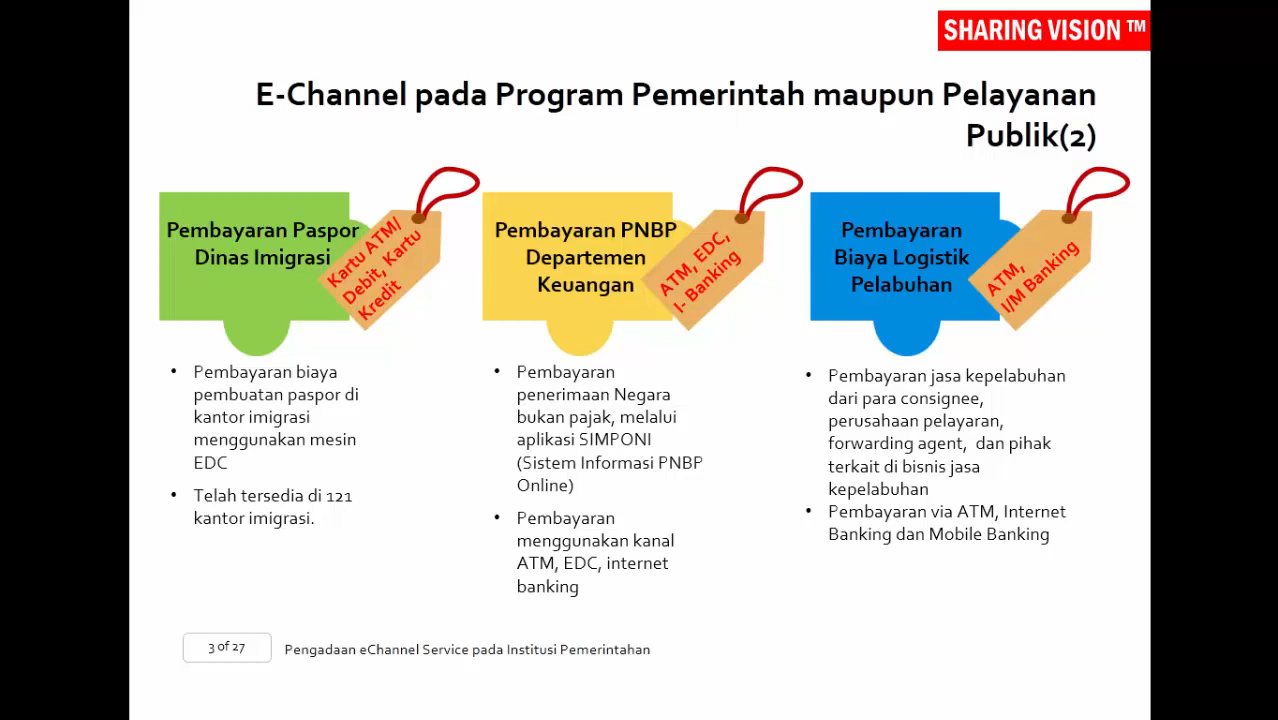 SHARING VISION ™
E-Channel pada Program Pemerintah maupun Pelayanan
Publik(2)
Pembayaran Paspor
Dinas Imigrasi
Kartu ATM/
Debit, Kartu
Kredit
• Pembayaran biaya
pembuatan paspor di
kantor imigrasi
menggunakan mesin
EDC
• Telah tersedia di 121
kantor imigrasi.
Pembayaran PNBP
Departemen
Keuangan
ATM, EDC,
I- Banking
• Pembayaran
penerimaan Negara
bukan pajak, melalui
aplikasi SIMPONI
(Sistem Informasi PNBP
Online)
• Pembayaran
menggunakan kanal
ATM, EDC, internet
banking
Pembayaran
Biaya Logistik
Pelabuhan
ATM,
I/M Banking
• Pembayaran jasa kepelabuhan
dari para consignee,
perusahaan pelayaran,
forwarding agent, dan pihak
terkait di bisnis jasa
kepelabuhan
• Pembayaran via ATM, Internet
Banking dan Mobile Banking
3 of 27
Pengadaan eChannel Service pada Institusi Pemerintahan